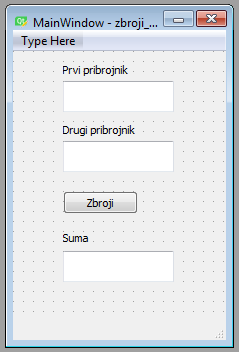 MainWindow - zbroji_...
Type Here
Prvi pribrojnik
Drugi pribrojnik
Zbroji
Suma